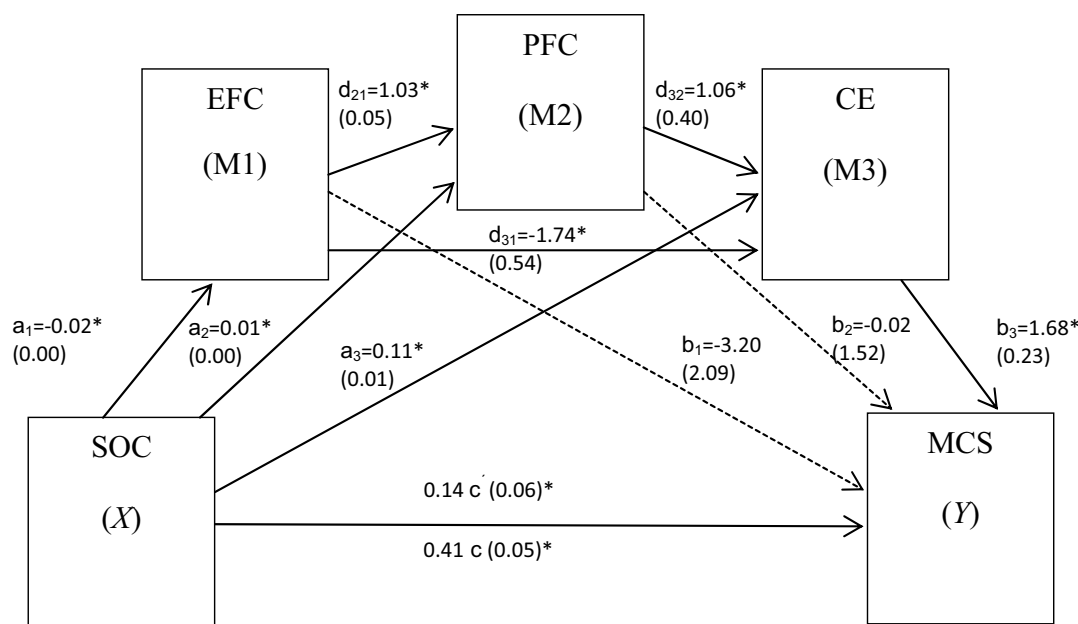 PFC
(M2)
EFC
(M1)
CE
(M3)
d21=1.03*
(0.05)
d32=1.06*
(0.40)
d31=-1.74*
(0.54)
a1=-0.02*
(0.00)
a2=0.01*
(0.00)
a3=0.11*
(0.01)
b1=-3.20
(2.09)
b2=-0.02
(1.52)
b3=1.68*
(0.23)
SOC
(X)
0.14 c′ (0.06)*
0.41 c (0.05)*
MCS
(Y)